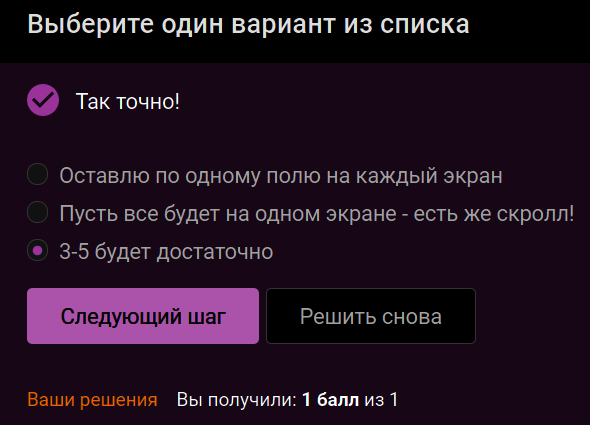 Выберите один вариант из списка
Так точно!
Оставлю по одному полю на каждый экран
Пусть все будет на одном экране - есть же скролл!
3-5 будет достаточно
Следующий шаг
Решить снова
Ваши решения Вы получили: 1 балл из 1